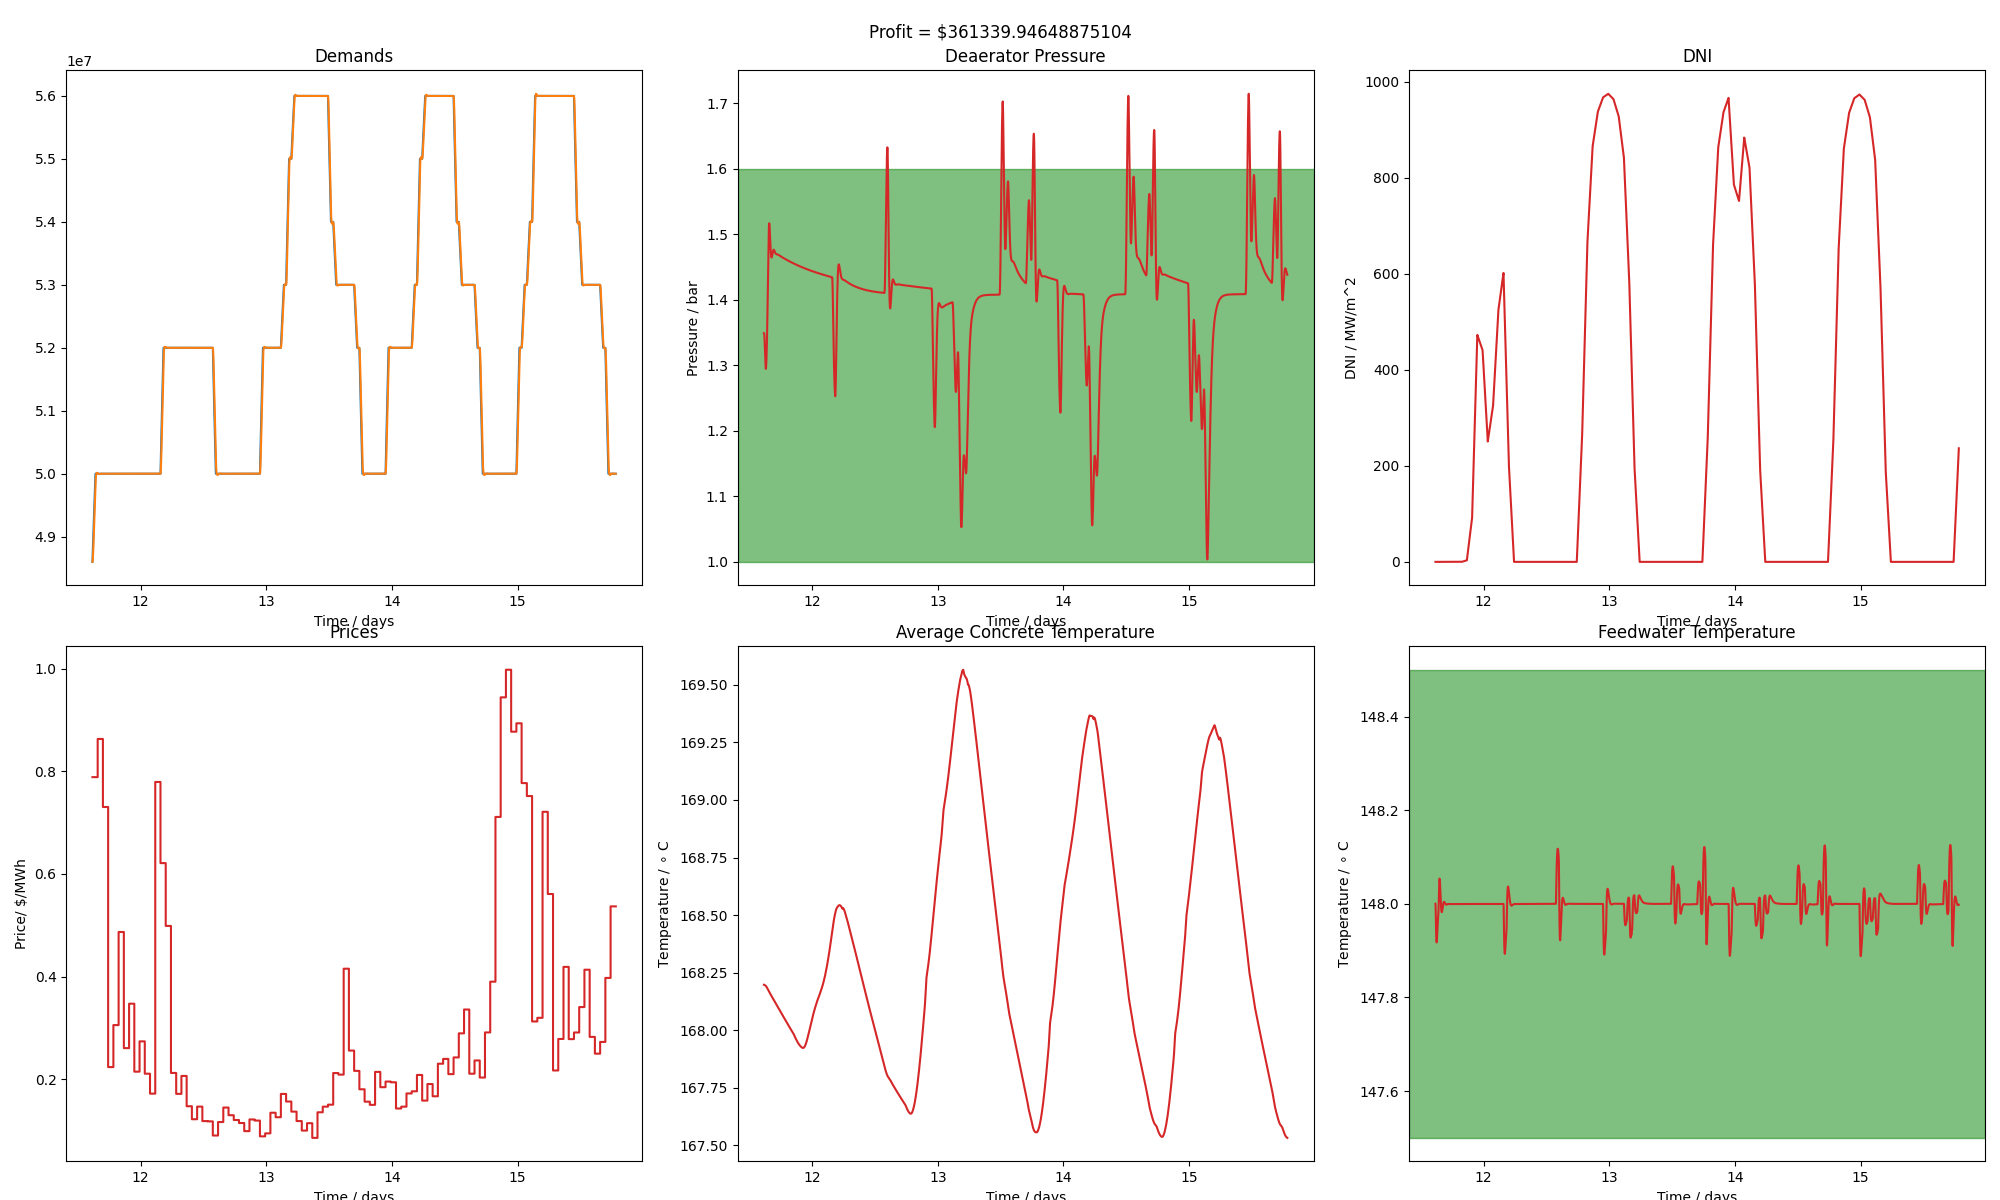 Profit = $361339.94648875104
Demands
1e7
5.6
5.5
5.4
5.3
5.2
5.1
5.0
4.9
12 13 14 15
Time / days
Deaerator Pressure
Pressure / bar
1.7
1.6
1.5
1.4
1.3
1.2
1.1
1.0
12 13 14 15
Time / days
DNI
DNI / MW/m^2
1000
800
600
400
200
0
12 13 14 15
Time / days
Prices
Price/ $/MWh
1.0
0.8
0.6
0.4
0.2
12 13 14 15
Time / days
Average Concrete Temperature
Temperature / ∘ C
169.50
169.25
169.00
168.75
168.50
168.25
168.00
167.75
167.50
12 13 14 15
Time / days
Feedwater Temperature
Temperature / ∘ C
148.4
148.2
148.0
147.8
147.6
12 13 14 15
Time / days